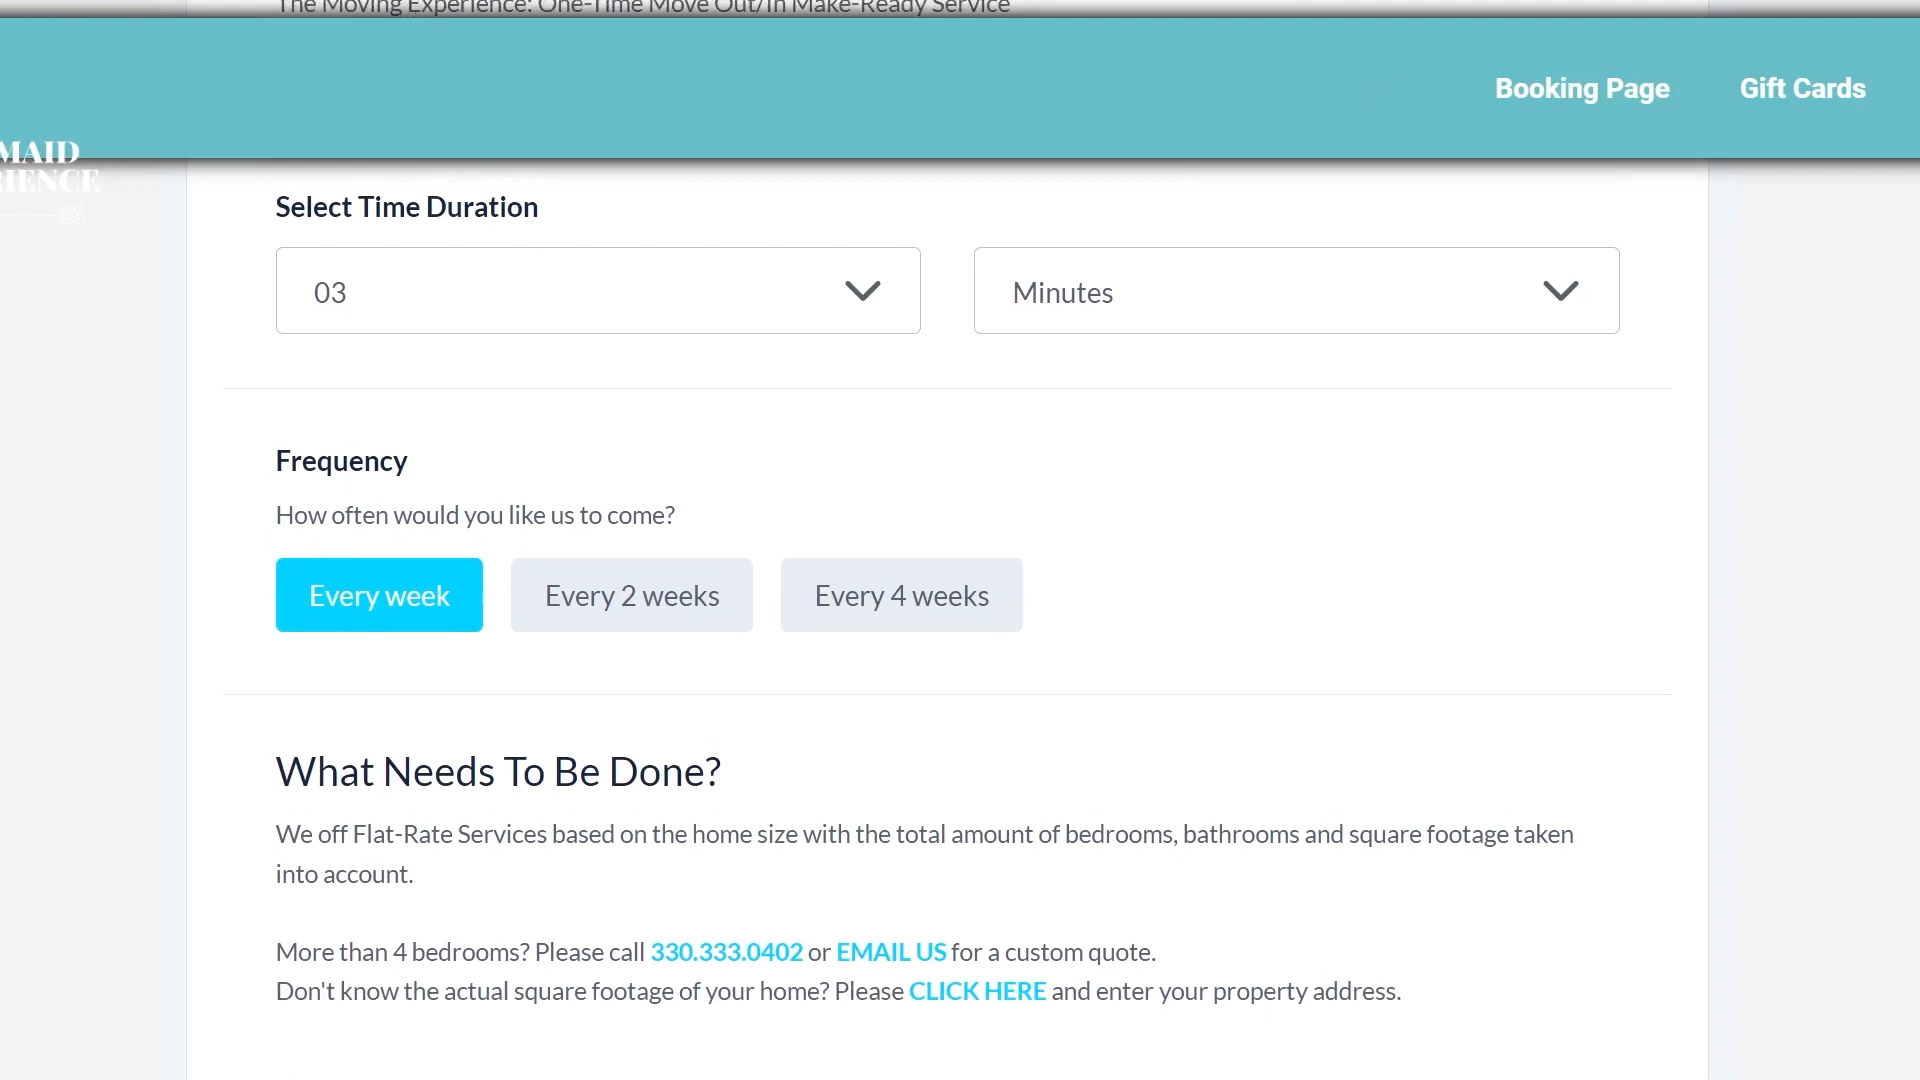 The Moving Experience: One-Time Move Out/In Make-Ready Service
Booking Page
Gift Cards
MAID
RIENCE
Select Time Duration
03
Minutes
Frequency
How often would you like us to come?
Every week
Every 2 weeks
Every 4 weeks
What Needs To Be Done?
We off Flat-Rate Services based on the home size with the total amount of bedrooms, bathrooms and square footage taken
into account.
More than 4 bedrooms? Please call 330.333.0402 or EMAIL US for a custom quote.
Don't know the actual square footage of your home? Please CLICK HERE and enter your property address.